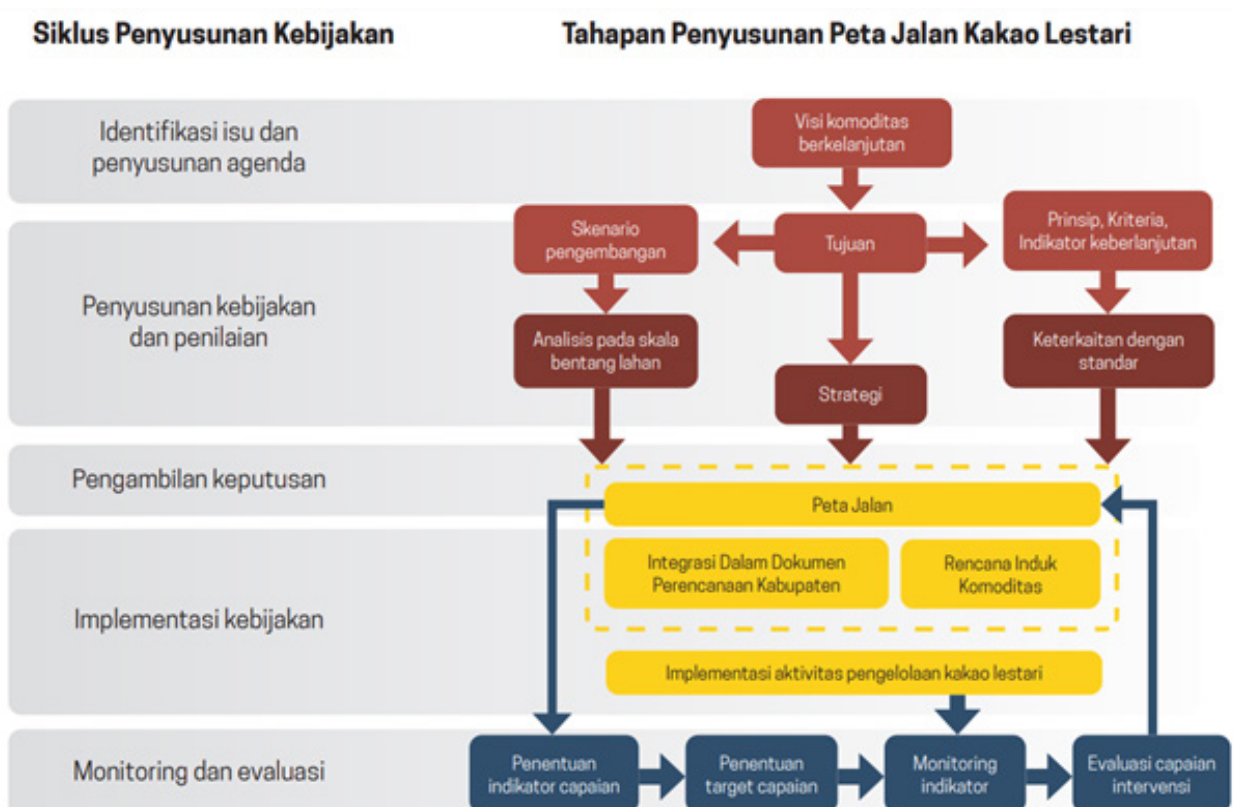 Siklus Penyusunan Kebijakan
Tahapan Penyusunan Peta Jalan Kakao Lestari
Identifikasi isu dan
penyusunan agenda
Visi komoditas
berkelanjutan
Penyusunan kebijakan
dan penilaian
Skenario
pengembangan
Tujuan
Prinsip, Kriteria,
Indikator keberlanjutan
Analisis pada skala
bentang lahan
Strategi
Keterkaitan dengan
standar
Pengambilan keputusan
Peta Jalan
Implementasi kebijakan
Integrasi Dalam Dokumen
Perencanaan Kabupaten
Rencana Induk
Komoditas
Implementasi aktivitas pengelolaan kakao lestari
Monitoring dan evaluasi
Penentuan
indikator capaian
Penentuan
target capaian
Monitoring
indikator
Evaluasi capaian
intervensi